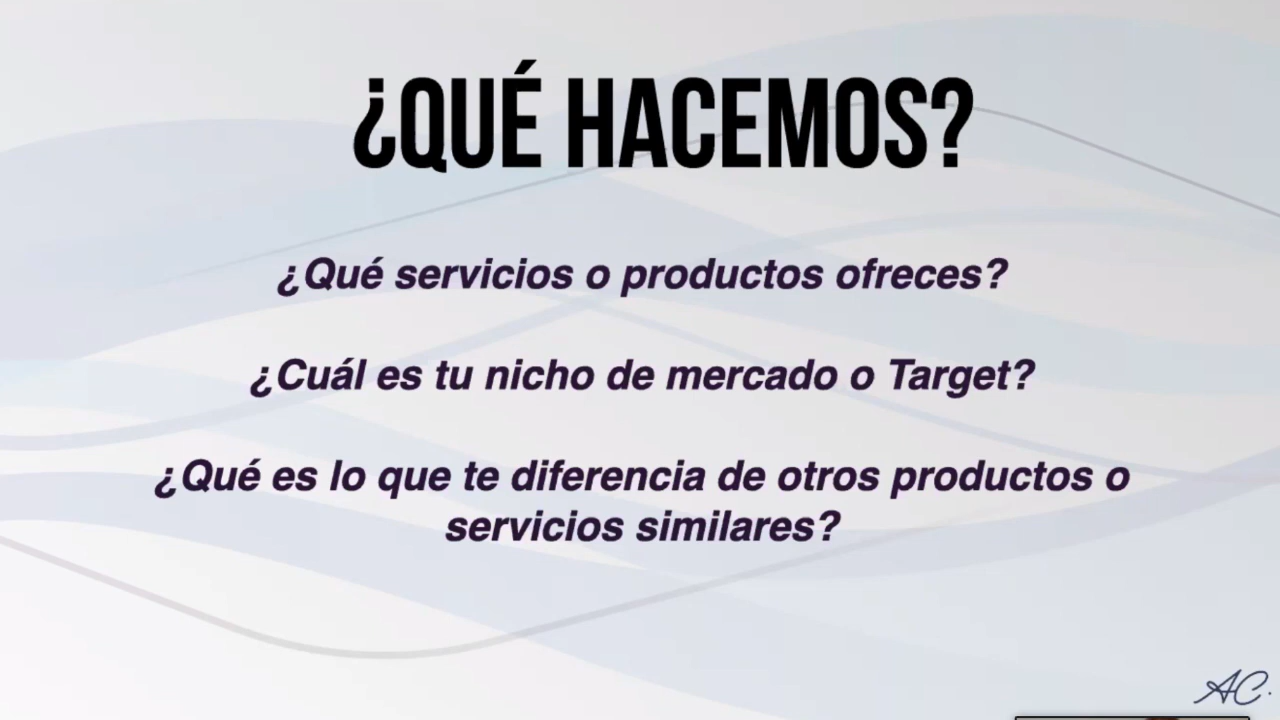 ¿QUÉ HACEMOS?
¿Qué servicios o productos ofreces?
¿Cuál es tu nicho de mercado o Target?
¿Qué es lo que te diferencia de otros productos o
servicios similares?
AC.